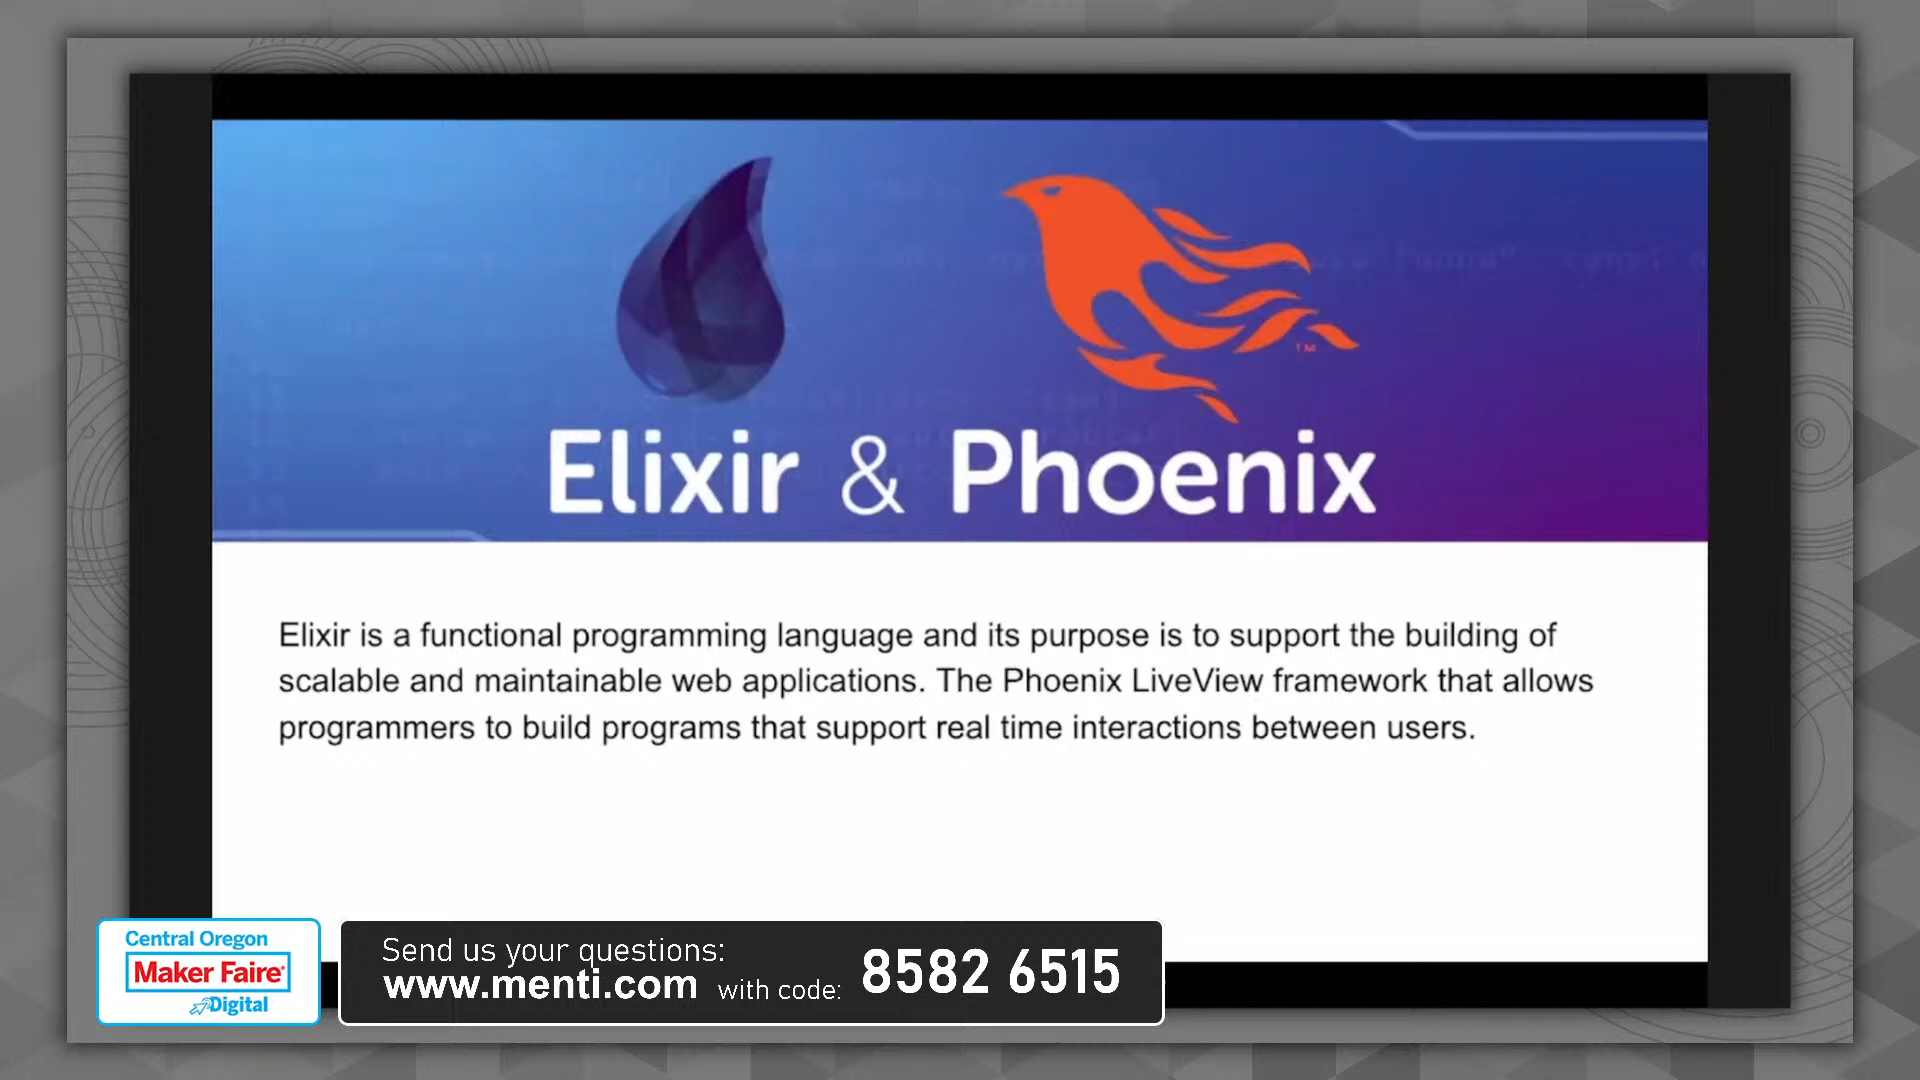 Elixir & Phoenix
TM
Elixir is a functional programming language and its purpose is to support the building of
scalable and maintainable web applications. The Phoenix LiveView framework that allows
programmers to build programs that support real time interactions between users.
Central Oregon
Maker Faire®
Digital
Send us your questions:
www.menti.com with code: 8582 6515